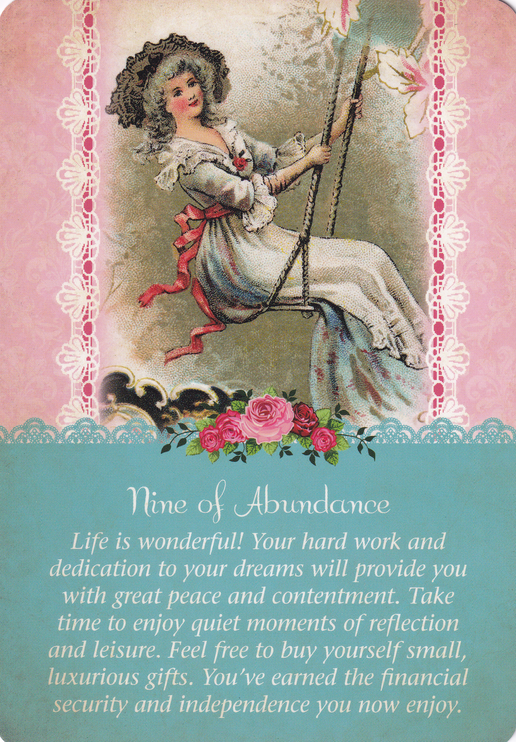 Nine of Abundance
Life is wonderful! Your hard work and
dedication to your dreams will provide you
with great peace and contentment. Take
time to enjoy quiet moments of reflection
and leisure. Feel free to buy yourself small,
luxurious gifts. You've earned the financial
security and independence you now enjoy.